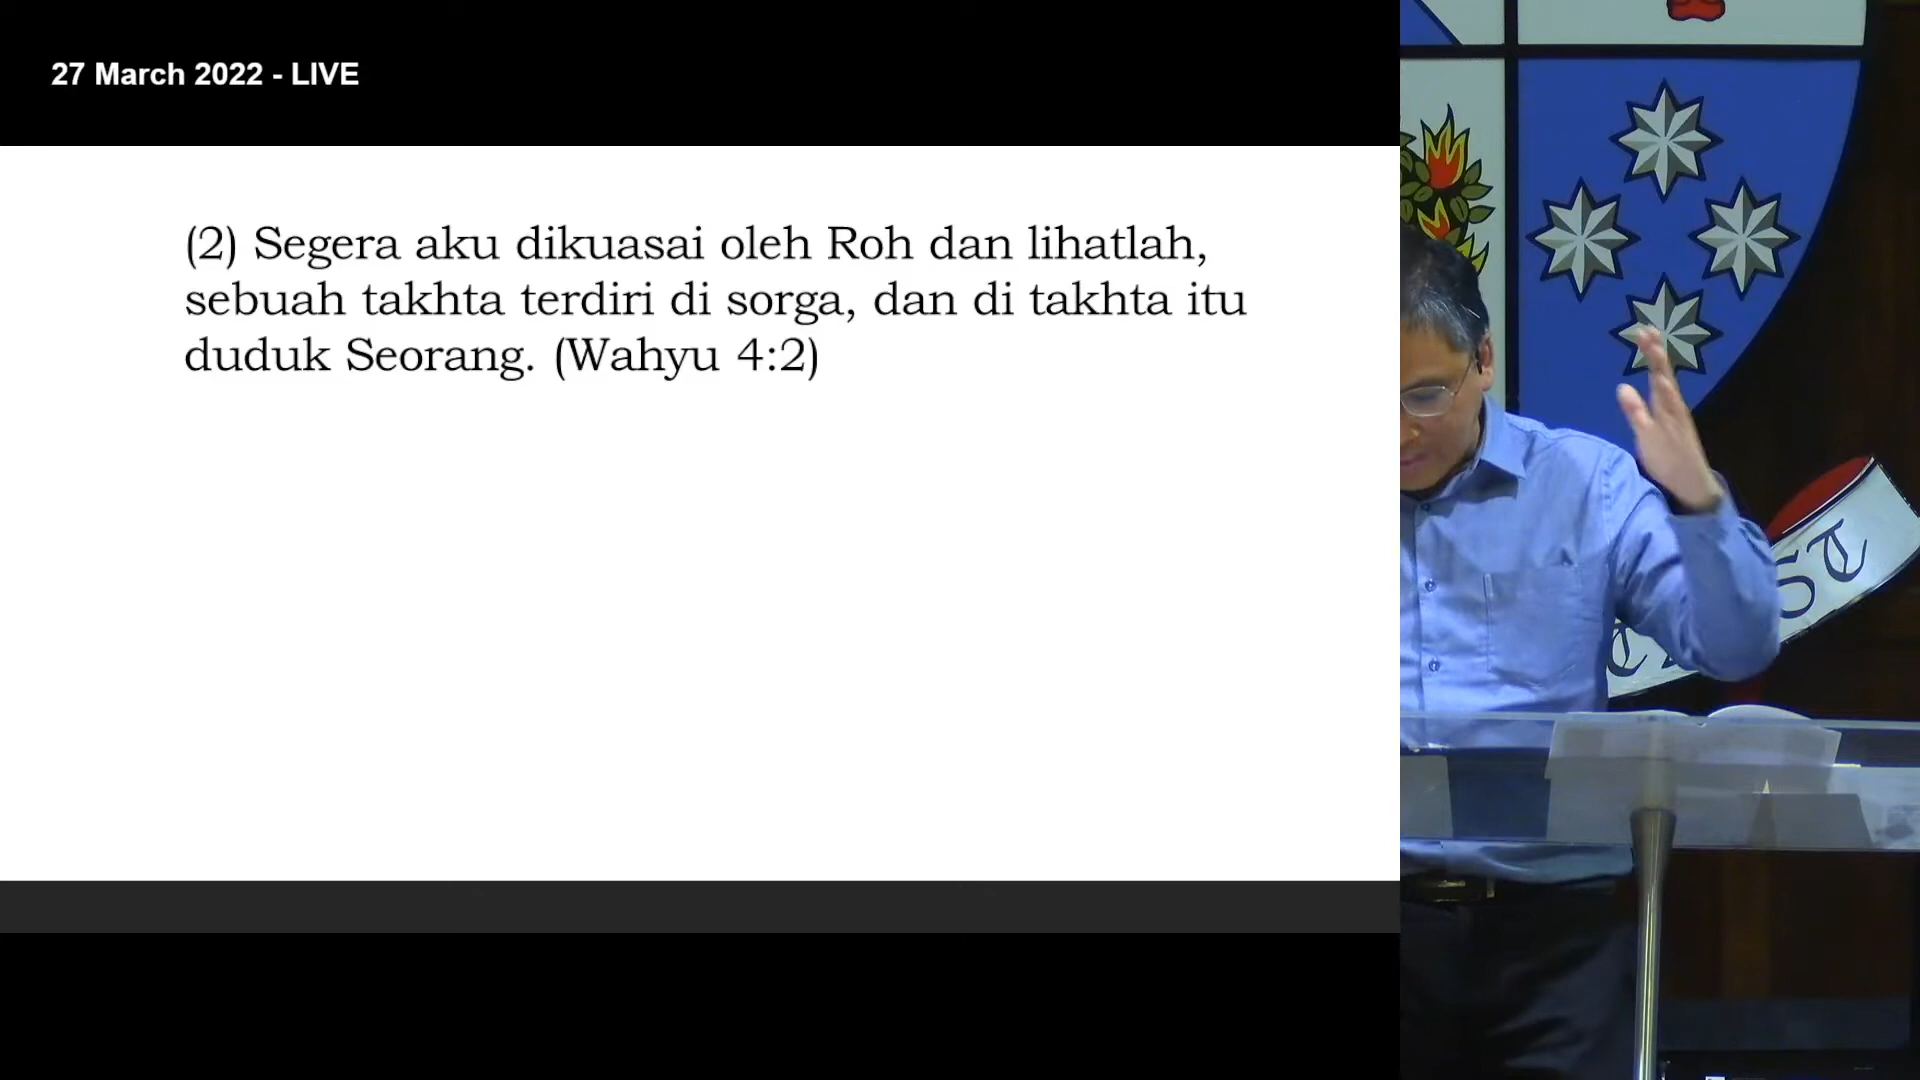 27 March 2022 - LIVE
(2) Segera aku dikuasai oleh Roh dan lihatlah,
sebuah takhta terdiri di sorga, dan di takhta itu
duduk Seorang. (Wahyu 4:2)